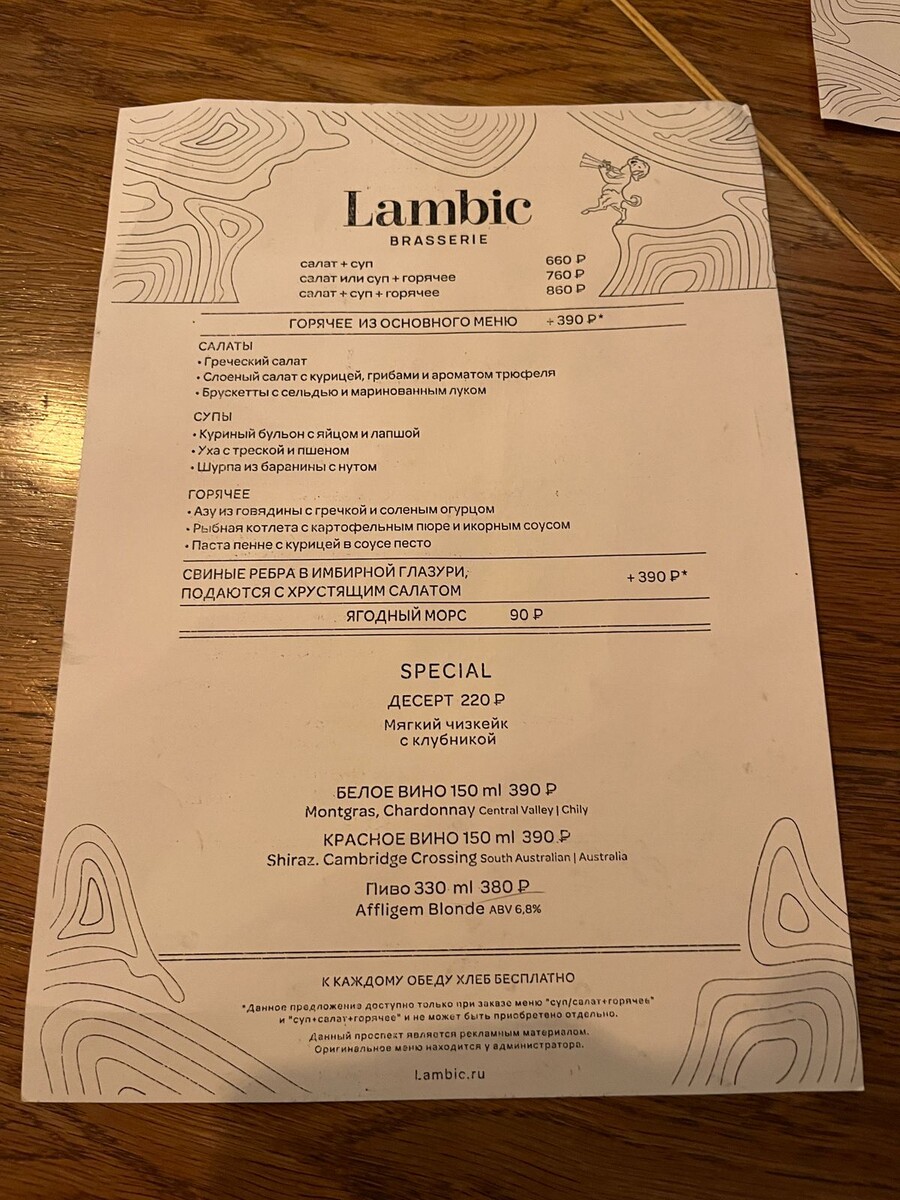 Lambic
BRASSERIE
салат + суп 660 ₽
салат или суп + горячее 760 ₽
салат + суп + горячее 860 ₽
ГОРЯЧЕЕ ИЗ ОСНОВНОГО МЕНЮ +390 ₽*
САЛАТЫ
• Греческий салат
• Слоеный салат с курицей, грибами и ароматом трюфеля
• Брускетты с сельдью и маринованным луком
СУПЫ
• Куриный бульон с яйцом и лапшой
• Уха с треской и пшеном
• Шурпа из баранины с нутом
ГОРЯЧЕЕ
• Азу из говядины с гречкой и соленым огурцом
• Рыбная котлета с картофельным пюре и икорным соусом
• Паста пенне с курицей в соусе песто
СВИНЫЕ РЕБРА В ИМБИРНОЙ ГЛАЗУРИ,
ПОДАЮТСЯ С ХРУСТЯЩИМ САЛАТОМ +390 ₽*
ЯГОДНЫЙ МОРС 90 ₽
SPECIAL
ДЕСЕРТ 220 ₽
Мягкий чизкейк
с клубникой
БЕЛОЕ ВИНО 150 ml 390 ₽
Montgras, Chardonnay Central Valley | Chily
КРАСНОЕ ВИНО 150 ml 390 ₽
Shiraz. Cambridge Crossing South Australian | Australia
Пиво 330 ml 380 ₽
Affligem Blonde ABV 6,8%
К КАЖДОМУ ОБЕДУ ХЛЕБ БЕСПЛАТНО
*Данное предложение доступно только при заказе меню "суп/салат+горячее"
и "суп+салат+горячее" и не может быть приобретено отдельно.
Данный проспект является рекламным материалом.
Оригинальное меню находится у администратора.
Lambic.ru